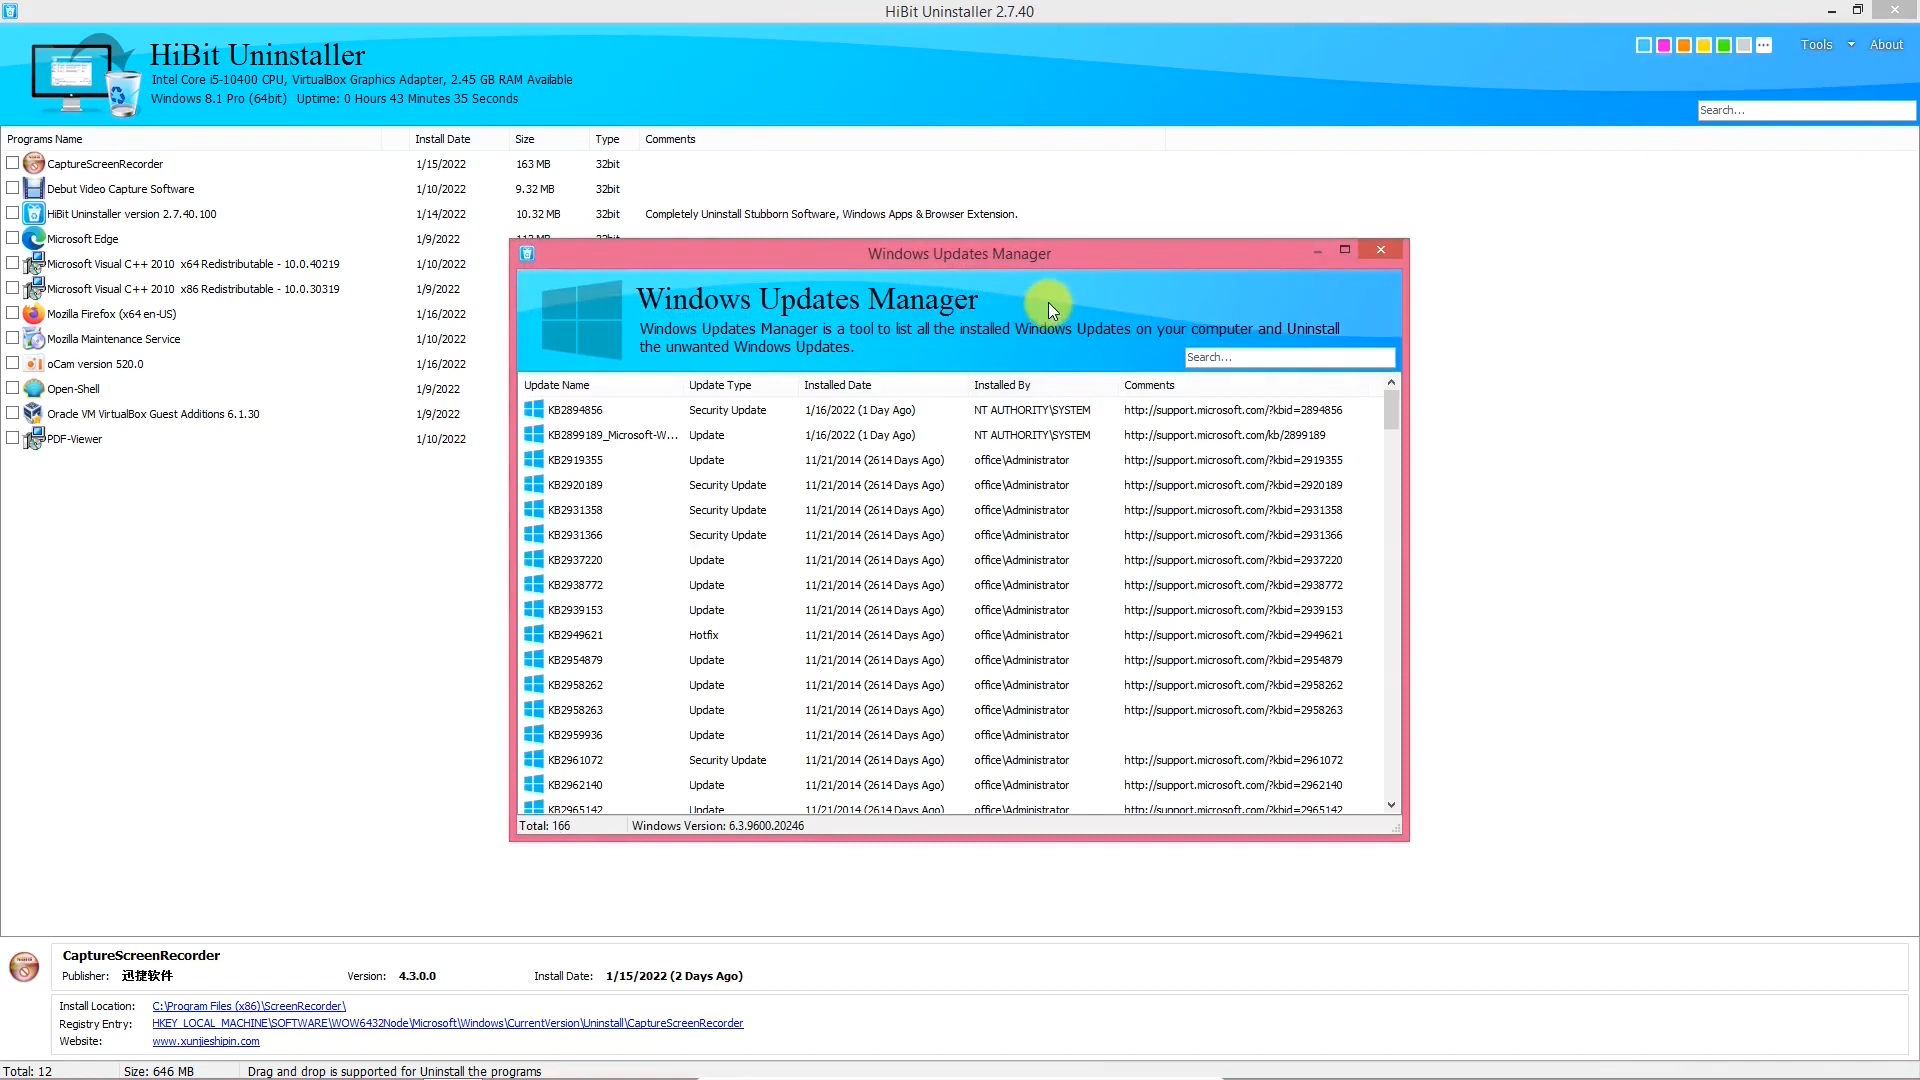 HiBit Uninstaller 2.7.40
HiBit Uninstaller
Intel Core i5-10400 CPU, VirtualBox Graphics Adapter, 2.45 GB RAM Available
Windows 8.1 Pro (64bit) Uptime: 0 Hours 43 Minutes 35 Seconds
Tools About
Search...
Programs Name Install Date Size Type Comments
CaptureScreenRecorder 1/15/2022 163 MB 32bit
Debut Video Capture Software 1/10/2022 9.32 MB 32bit
HiBit Uninstaller version 2.7.40.100 1/14/2022 10.32 MB 32bit Completely Uninstall Stubborn Software, Windows Apps & Browser Extension.
Microsoft Edge 1/9/2022
Microsoft Visual C++ 2010 x64 Redistributable - 10.0.40219 1/10/2022
Microsoft Visual C++ 2010 x86 Redistributable - 10.0.30319 1/9/2022
Mozilla Firefox (x64 en-US) 1/16/2022
Mozilla Maintenance Service 1/10/2022
oCam version 520.0 1/16/2022
Open-Shell 1/9/2022
Oracle VM VirtualBox Guest Additions 6.1.30 1/9/2022
PDF-Viewer 1/10/2022
Windows Updates Manager
Windows Updates Manager
Windows Updates Manager is a tool to list all the installed Windows Updates on your computer and Uninstall
the unwanted Windows Updates.
Search...
Update Name Update Type Installed Date Installed By Comments
KB2894856 Security Update 1/16/2022 (1 Day Ago) NT AUTHORITY\SYSTEM http://support.microsoft.com/?kbid=2894856
KB2899189_Microsoft-W... Update 1/16/2022 (1 Day Ago) NT AUTHORITY\SYSTEM http://support.microsoft.com/kb/2899189
KB2919355 Update 11/21/2014 (2614 Days Ago) office\Administrator http://support.microsoft.com/?kbid=2919355
KB2920189 Security Update 11/21/2014 (2614 Days Ago) office\Administrator http://support.microsoft.com/?kbid=2920189
KB2931358 Security Update 11/21/2014 (2614 Days Ago) office\Administrator http://support.microsoft.com/?kbid=2931358
KB2931366 Security Update 11/21/2014 (2614 Days Ago) office\Administrator http://support.microsoft.com/?kbid=2931366
KB2937220 Update 11/21/2014 (2614 Days Ago) office\Administrator http://support.microsoft.com/?kbid=2937220
KB2938772 Update 11/21/2014 (2614 Days Ago) office\Administrator http://support.microsoft.com/?kbid=2938772
KB2939153 Update 11/21/2014 (2614 Days Ago) office\Administrator http://support.microsoft.com/?kbid=2939153
KB2949621 Hotfix 11/21/2014 (2614 Days Ago) office\Administrator http://support.microsoft.com/?kbid=2949621
KB2954879 Update 11/21/2014 (2614 Days Ago) office\Administrator http://support.microsoft.com/?kbid=2954879
KB2958262 Update 11/21/2014 (2614 Days Ago) office\Administrator http://support.microsoft.com/?kbid=2958262
KB2958263 Update 11/21/2014 (2614 Days Ago) office\Administrator http://support.microsoft.com/?kbid=2958263
KB2959936 Update 11/21/2014 (2614 Days Ago) office\Administrator
KB2961072 Security Update 11/21/2014 (2614 Days Ago) office\Administrator http://support.microsoft.com/?kbid=2961072
KB2962140 Update 11/21/2014 (2614 Days Ago) office\Administrator http://support.microsoft.com/?kbid=2962140
KB2965142 Update 11/21/2014 (2614 Days Ago) office\Administrator http://support.microsoft.com/?kbid=2965142
Total: 166 Windows Version: 6.3.9600.20246
CaptureScreenRecorder
Publisher: 迅捷软件 Version: 4.3.0.0 Install Date: 1/15/2022 (2 Days Ago)
Install Location: C:\Program Files (x86)\ScreenRecorder\
Registry Entry: HKEY_LOCAL_MACHINE\SOFTWARE\WOW6432Node\Microsoft\Windows\CurrentVersion\Uninstall\CaptureScreenRecorder
Website: www.xunjieshipin.com
Total: 12 Size: 646 MB Drag and drop is supported for Uninstall the programs